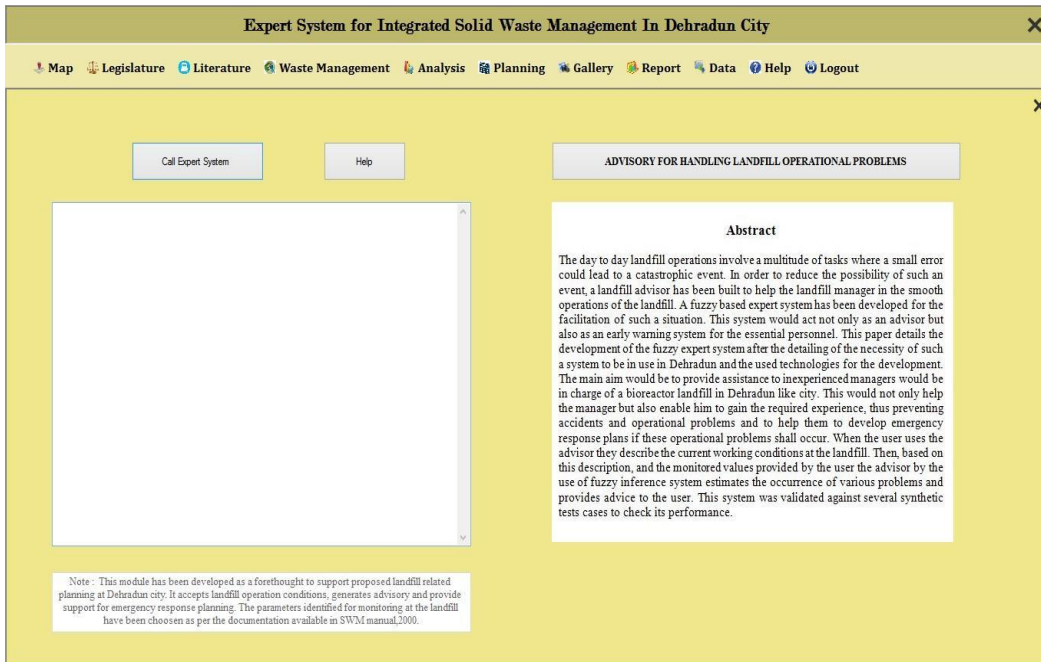 Expert System for Integrated Solid Waste Management In Dehradun City
Map Legislature Literature Waste Management Analysis Planning Gallery Report Data Help Logout
Call Expert System
Help
ADVISORY FOR HANDLING LANDFILL OPERATIONAL PROBLEMS
Abstract
The day to day landfill operations involve a multitude of tasks where a small error
could lead to a catastrophic event. In order to reduce the possibility of such an
event, a landfill advisor has been built to help the landfill manager in the smooth
operations of the landfill. A fuzzy based expert system has been developed for the
facilitation of such a situation. This system would act not only as an advisor but
also as an early warning system for the essential personnel. This paper details the
development of the fuzzy expert system after the detailing of the necessity of such
a system to be in use in Dehradun and the used technologies for the development.
The main aim would be to provide assistance to inexperienced managers would be
in charge of a bioreactor landfill in Dehradun like city. This would not only help
the manager but also enable him to gain the required experience, thus preventing
accidents and operational problems and to help them to develop emergency
response plans if these operational problems shall occur. When the user uses the
advisor they describe the current working conditions at the landfill. Then, based on
this description, and the monitored values provided by the user the advisor by the
use of fuzzy inference system estimates the occurrence of various problems and
provides advice to the user. This system was validated against several synthetic
tests cases to check its performance.
Note : This module has been developed as a forethought to support proposed landfill related
planning at Dehradun city. It accepts landfill operation conditions, generates advisory and provide
support for emergency response planning. The parameters identified for monitoring at the landfill
have been choosen as per the documentation available in SWM manual,2000.